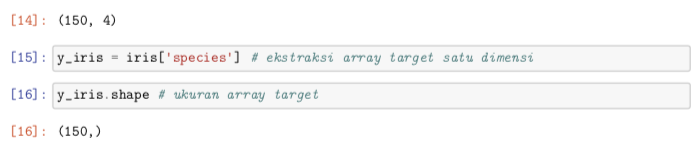 [14]: (150, 4)
[15]: y_iris = iris['species'] # ekstraksi array target satu dimensi
[16]: y_iris.shape # ukuran array target
[16]: (150,)